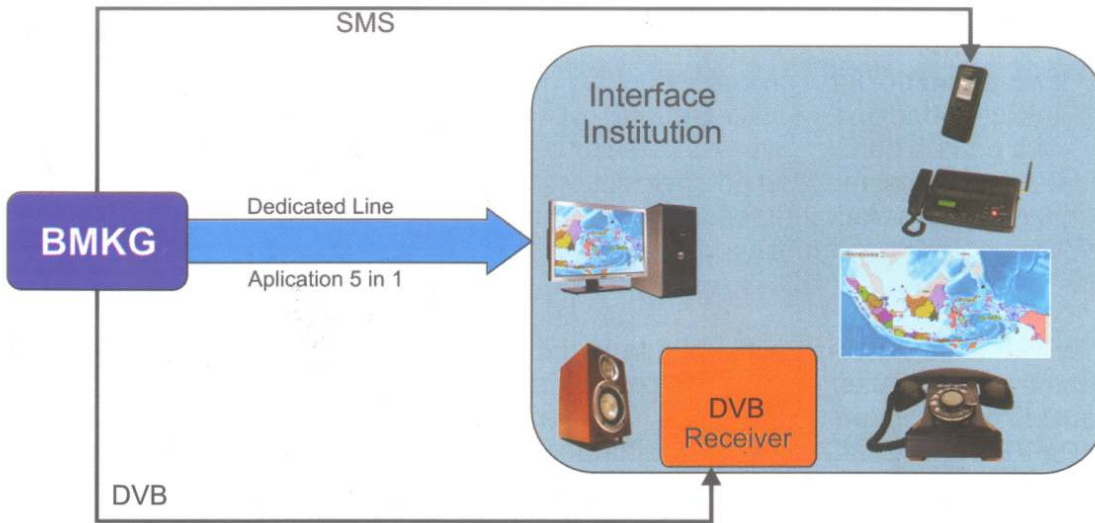 SMS
Interface
Institution
Dedicated Line
BMKG
Aplication 5 in 1
DVB
Receiver
DVB